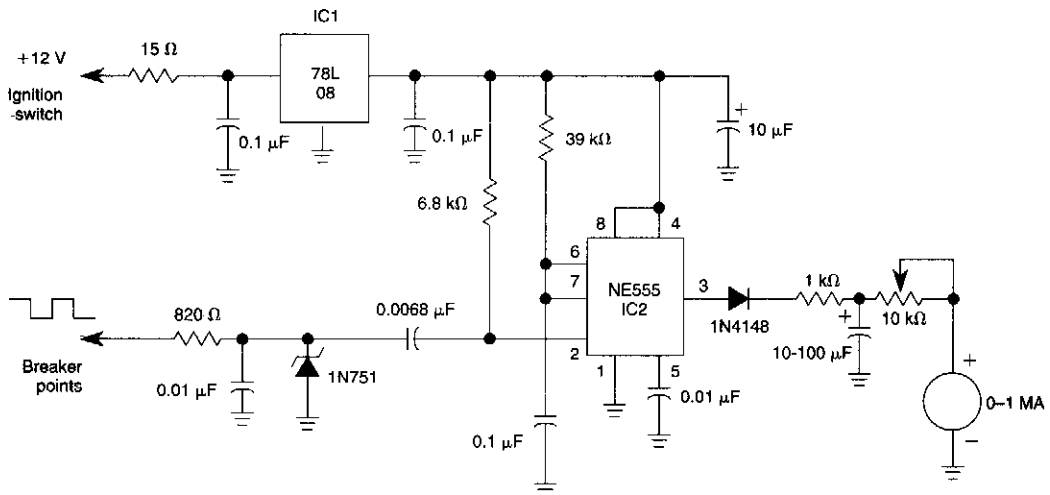 IC1
+12 V
15 Ω
78L
08
Ignition
-switch
0.1 μF
0.1 μF
39 kΩ
+
10 μF
6.8 kΩ
8
4
6
7
NE555
IC2
3
1 kΩ
+
10 kΩ
1N4148
820 Ω
0.0068 μF
2
10-100 μF
Breaker
points
0.01 μF
1N751
1
5
0.01 μF
+
0–1 MA
–
0.1 μF